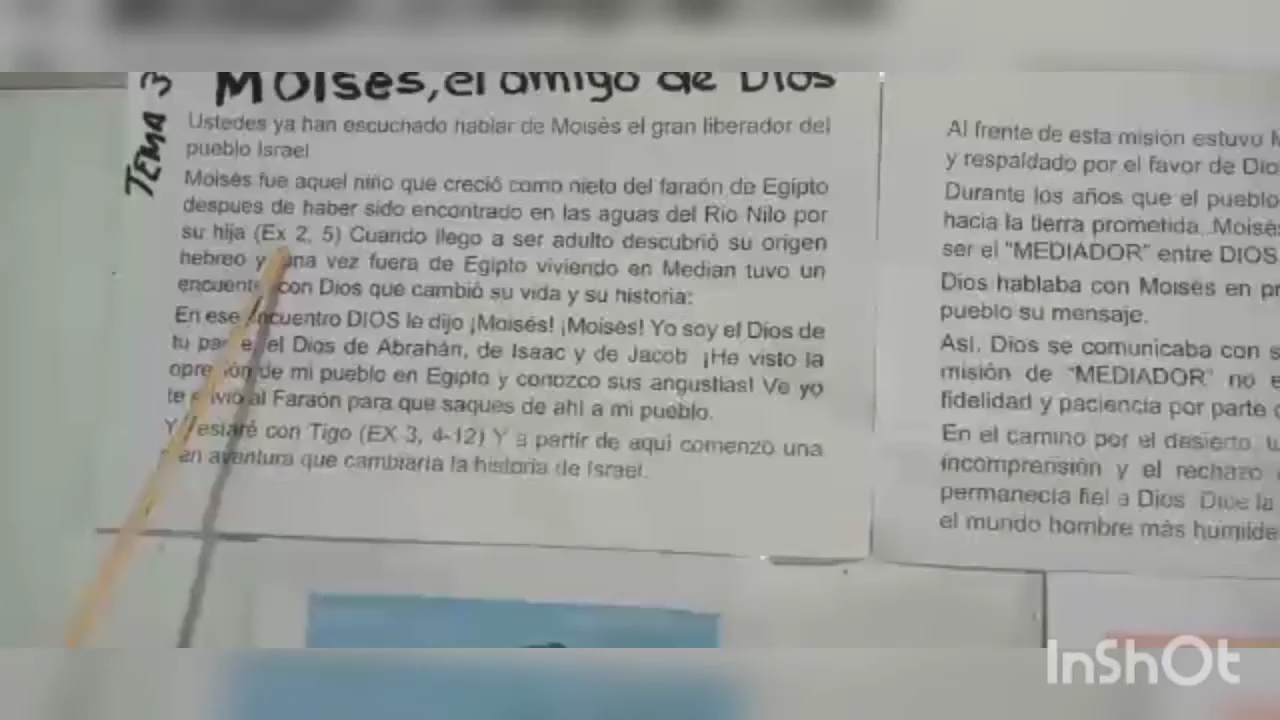 TEMA 3
MOISÉS, el amigo de DIOS
Ustedes ya han escuchado hablar de Moisès el gran liberador del
pueblo Israel
Moisés fue aquel niño que creció como nieto del faraón de Egipto
despues de haber sido encontrado en las aguas del Rio Nilo por
su hija (Ex 2, 5) Cuando llego a ser adulto descubrió su origen
hebreo y una vez fuera de Egipto viviendo en Median tuvo un
con Dios que cambió su vida y su historia:
En ese encuentro DIOS le dijo ¡Moisés! ¡Moisés! Yo soy el Dios de
tu el Dios de Abrahán, de Isaac y de Jacob ¡He visto la
de mi pueblo en Egipto y conozco sus angustias! Ve yo
te al Faraón para que saques de ahí a mi pueblo.
Y estaré con Tigo (EX 3, 4-12) Y a partir de aquí comenzó una
aventura que cambiaría la historia de Israel.
Al frente de esta misión estuvo
y respaldado por el favor de
Durante los años que el pueblo
hacia la tierra prometida, Moisés
ser el "MEDIADOR" entre DIOS
Dios hablaba con Moisés en
pueblo su mensaje.
Así. Dios se comunicaba con
misión de "MEDIADOR" no
fidelidad y paciencia por parte
En el camino por el desierto,
incomprensión y el rechazo
permanecía fiel a Dios. Dice la
el mundo hombre más humilde
InShOt